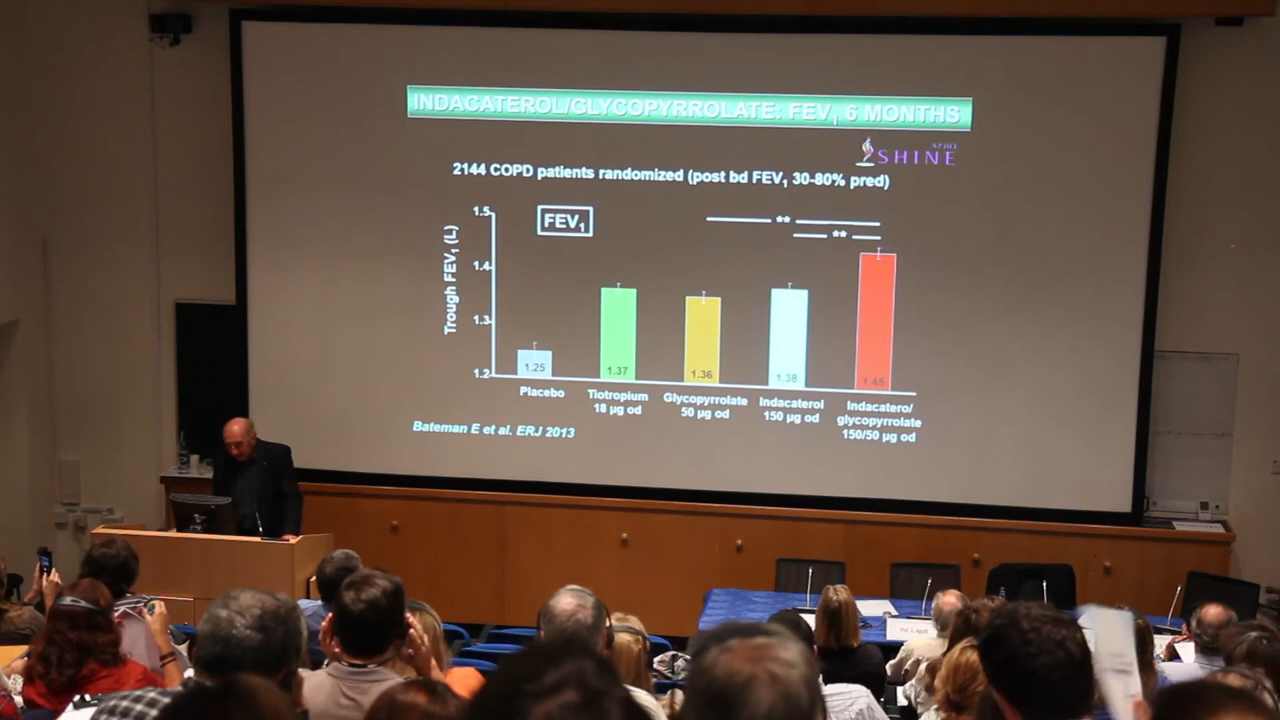 INDACATEROL/GLYCOPYRROLATE: FEV1 6 MONTHS
SHINE
2144 COPD patients randomized (post bd FEV1 30-80% pred)
FEV1
** 
**
Trough FEV1 (L)
1.5
1.4
1.3
1.2
1.25
1.37
1.36
1.38
1.45
Placebo
Tiotropium
18 µg od
Glycopyrrolate
50 µg od
Indacaterol
150 µg od
Indacatero/
glycopyrrolate
150/50 µg od
Bateman E et al. ERJ 2013